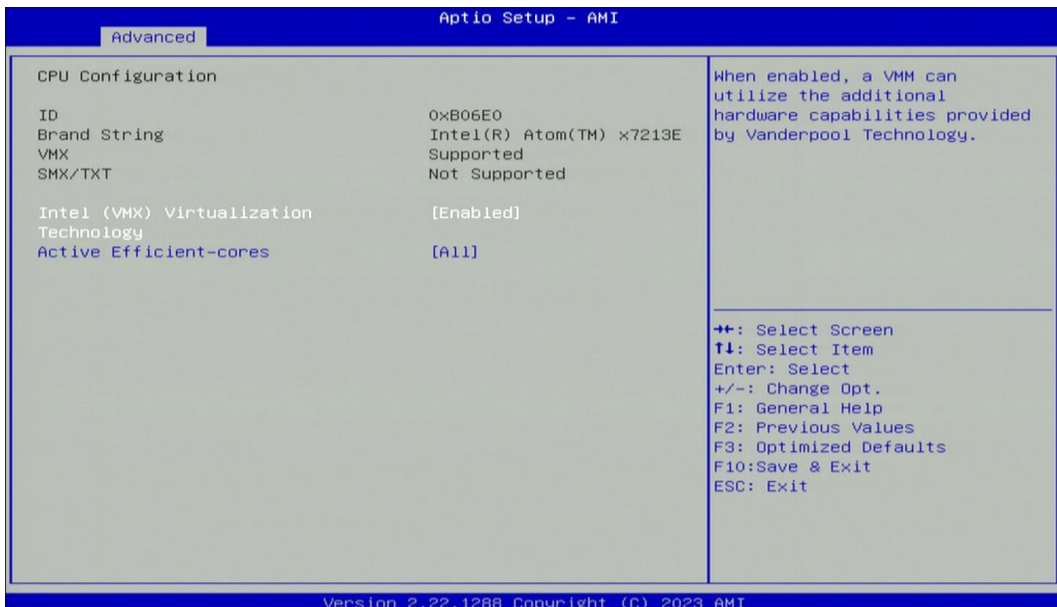 Aptio Setup - AMI
Advanced
CPU Configuration
ID 0xB06E0
Brand String Intel(R) Atom(TM) x7213E
VMX Supported
SMX/TXT Not Supported
Intel (VMX) Virtualization [Enabled]
Technology
Active Efficient-cores [All]
When enabled, a VMM can
utilize the additional
hardware capabilities provided
by Vanderpool Technology.
→←: Select Screen
↑↓: Select Item
Enter: Select
+/-: Change Opt.
F1: General Help
F2: Previous Values
F3: Optimized Defaults
F10:Save & Exit
ESC: Exit
Version 2.22.1288 Copyright (C) 2023 AMI